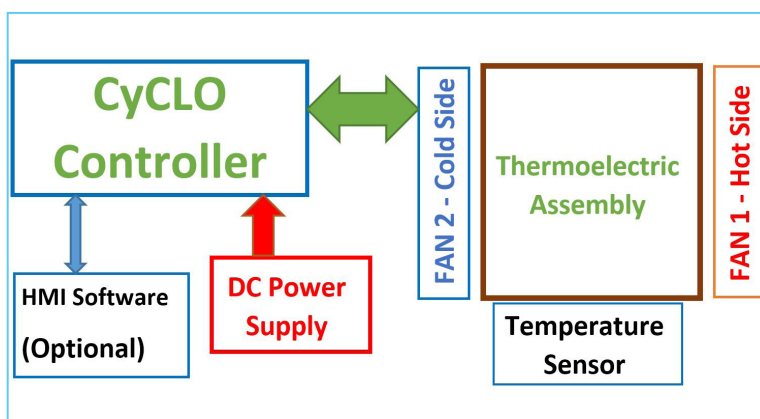 CyCLO
Controller
HMI Software
(Optional)
DC Power
Supply
FAN 2 - Cold Side
Thermoelectric
Assembly
FAN 1 - Hot Side
Temperature
Sensor